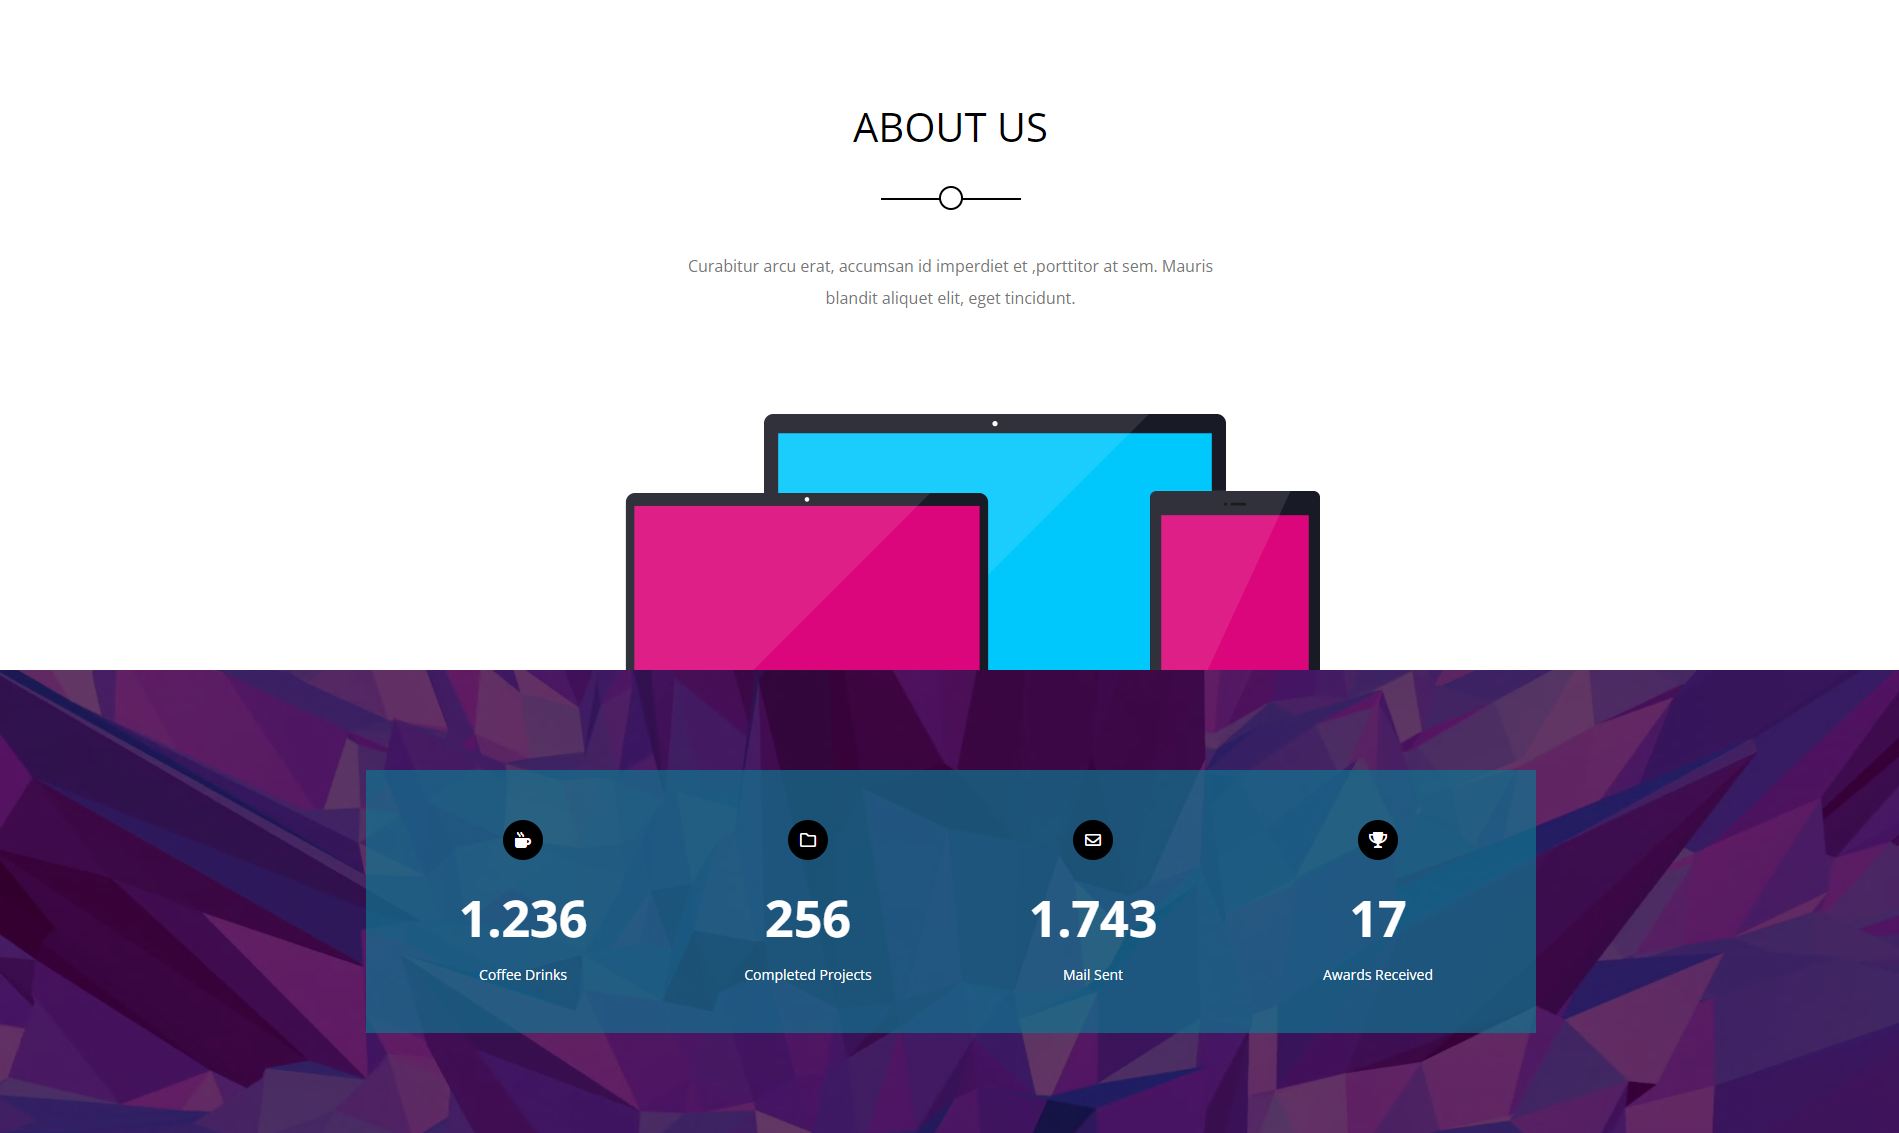 ABOUT US
Curabitur arcu erat, accumsan id imperdiet et ,porttitor at sem. Mauris
blandit aliquet elit, eget tincidunt.
1.236
256
1.743
17
Coffee Drinks
Completed Projects
Mail Sent
Awards Received